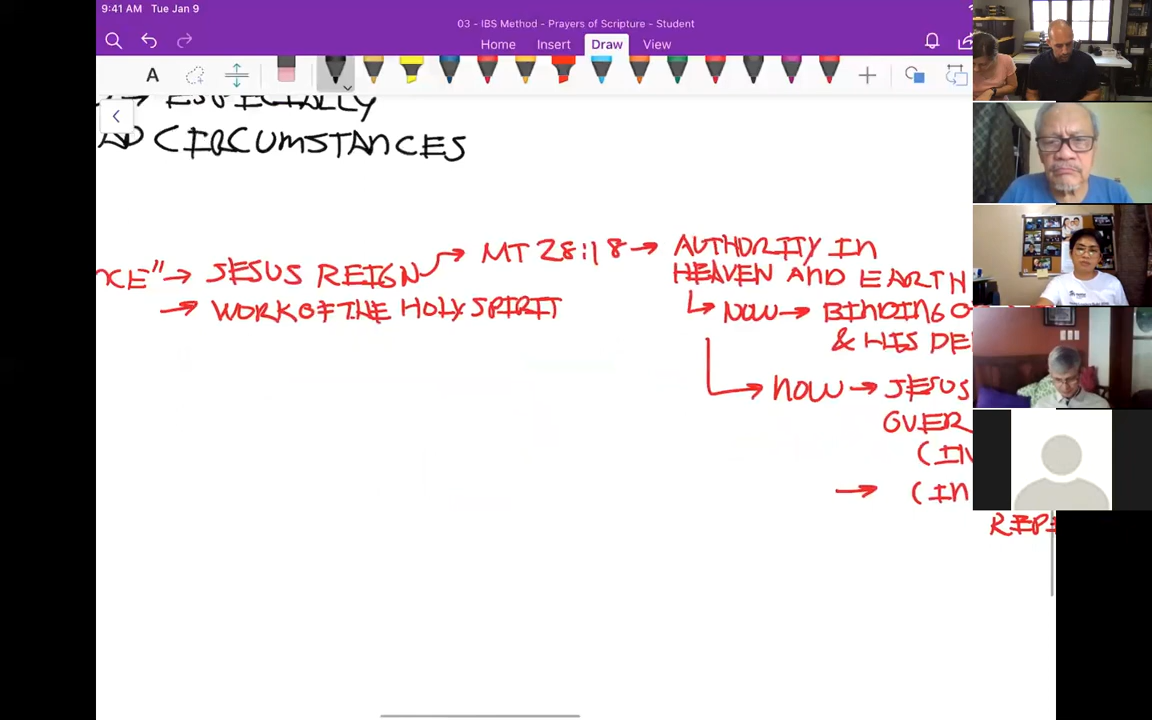 9:41 AM Tue Jan 9
03 - IBS Method - Prayers of Scripture - Student
Home Insert Draw View
A
ESPECIALLY
CIRCUMSTANCES
→ JESUS REIGN → MT 28:18 → AUTHORITY IN
HEAVEN AND EARTH
→ WORK OF THE HOLY SPIRIT
NOW → BINDING
& HIS
NOW → JESUS
OVER
→ (IN